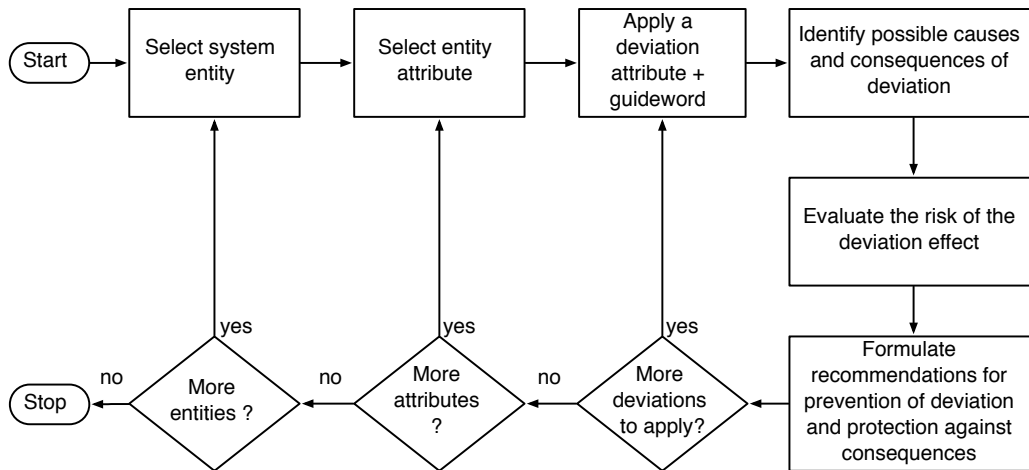 Start
Select system
entity
Select entity
attribute
Apply a
deviation
attribute +
guideword
Identify possible causes
and consequences of
deviation
Evaluate the risk of the
deviation effect
Formulate
recommendations for
prevention of deviation
and protection against
consequences
More
deviations
to apply?
yes
no
More
attributes
?
yes
no
More
entities ?
yes
no
Stop